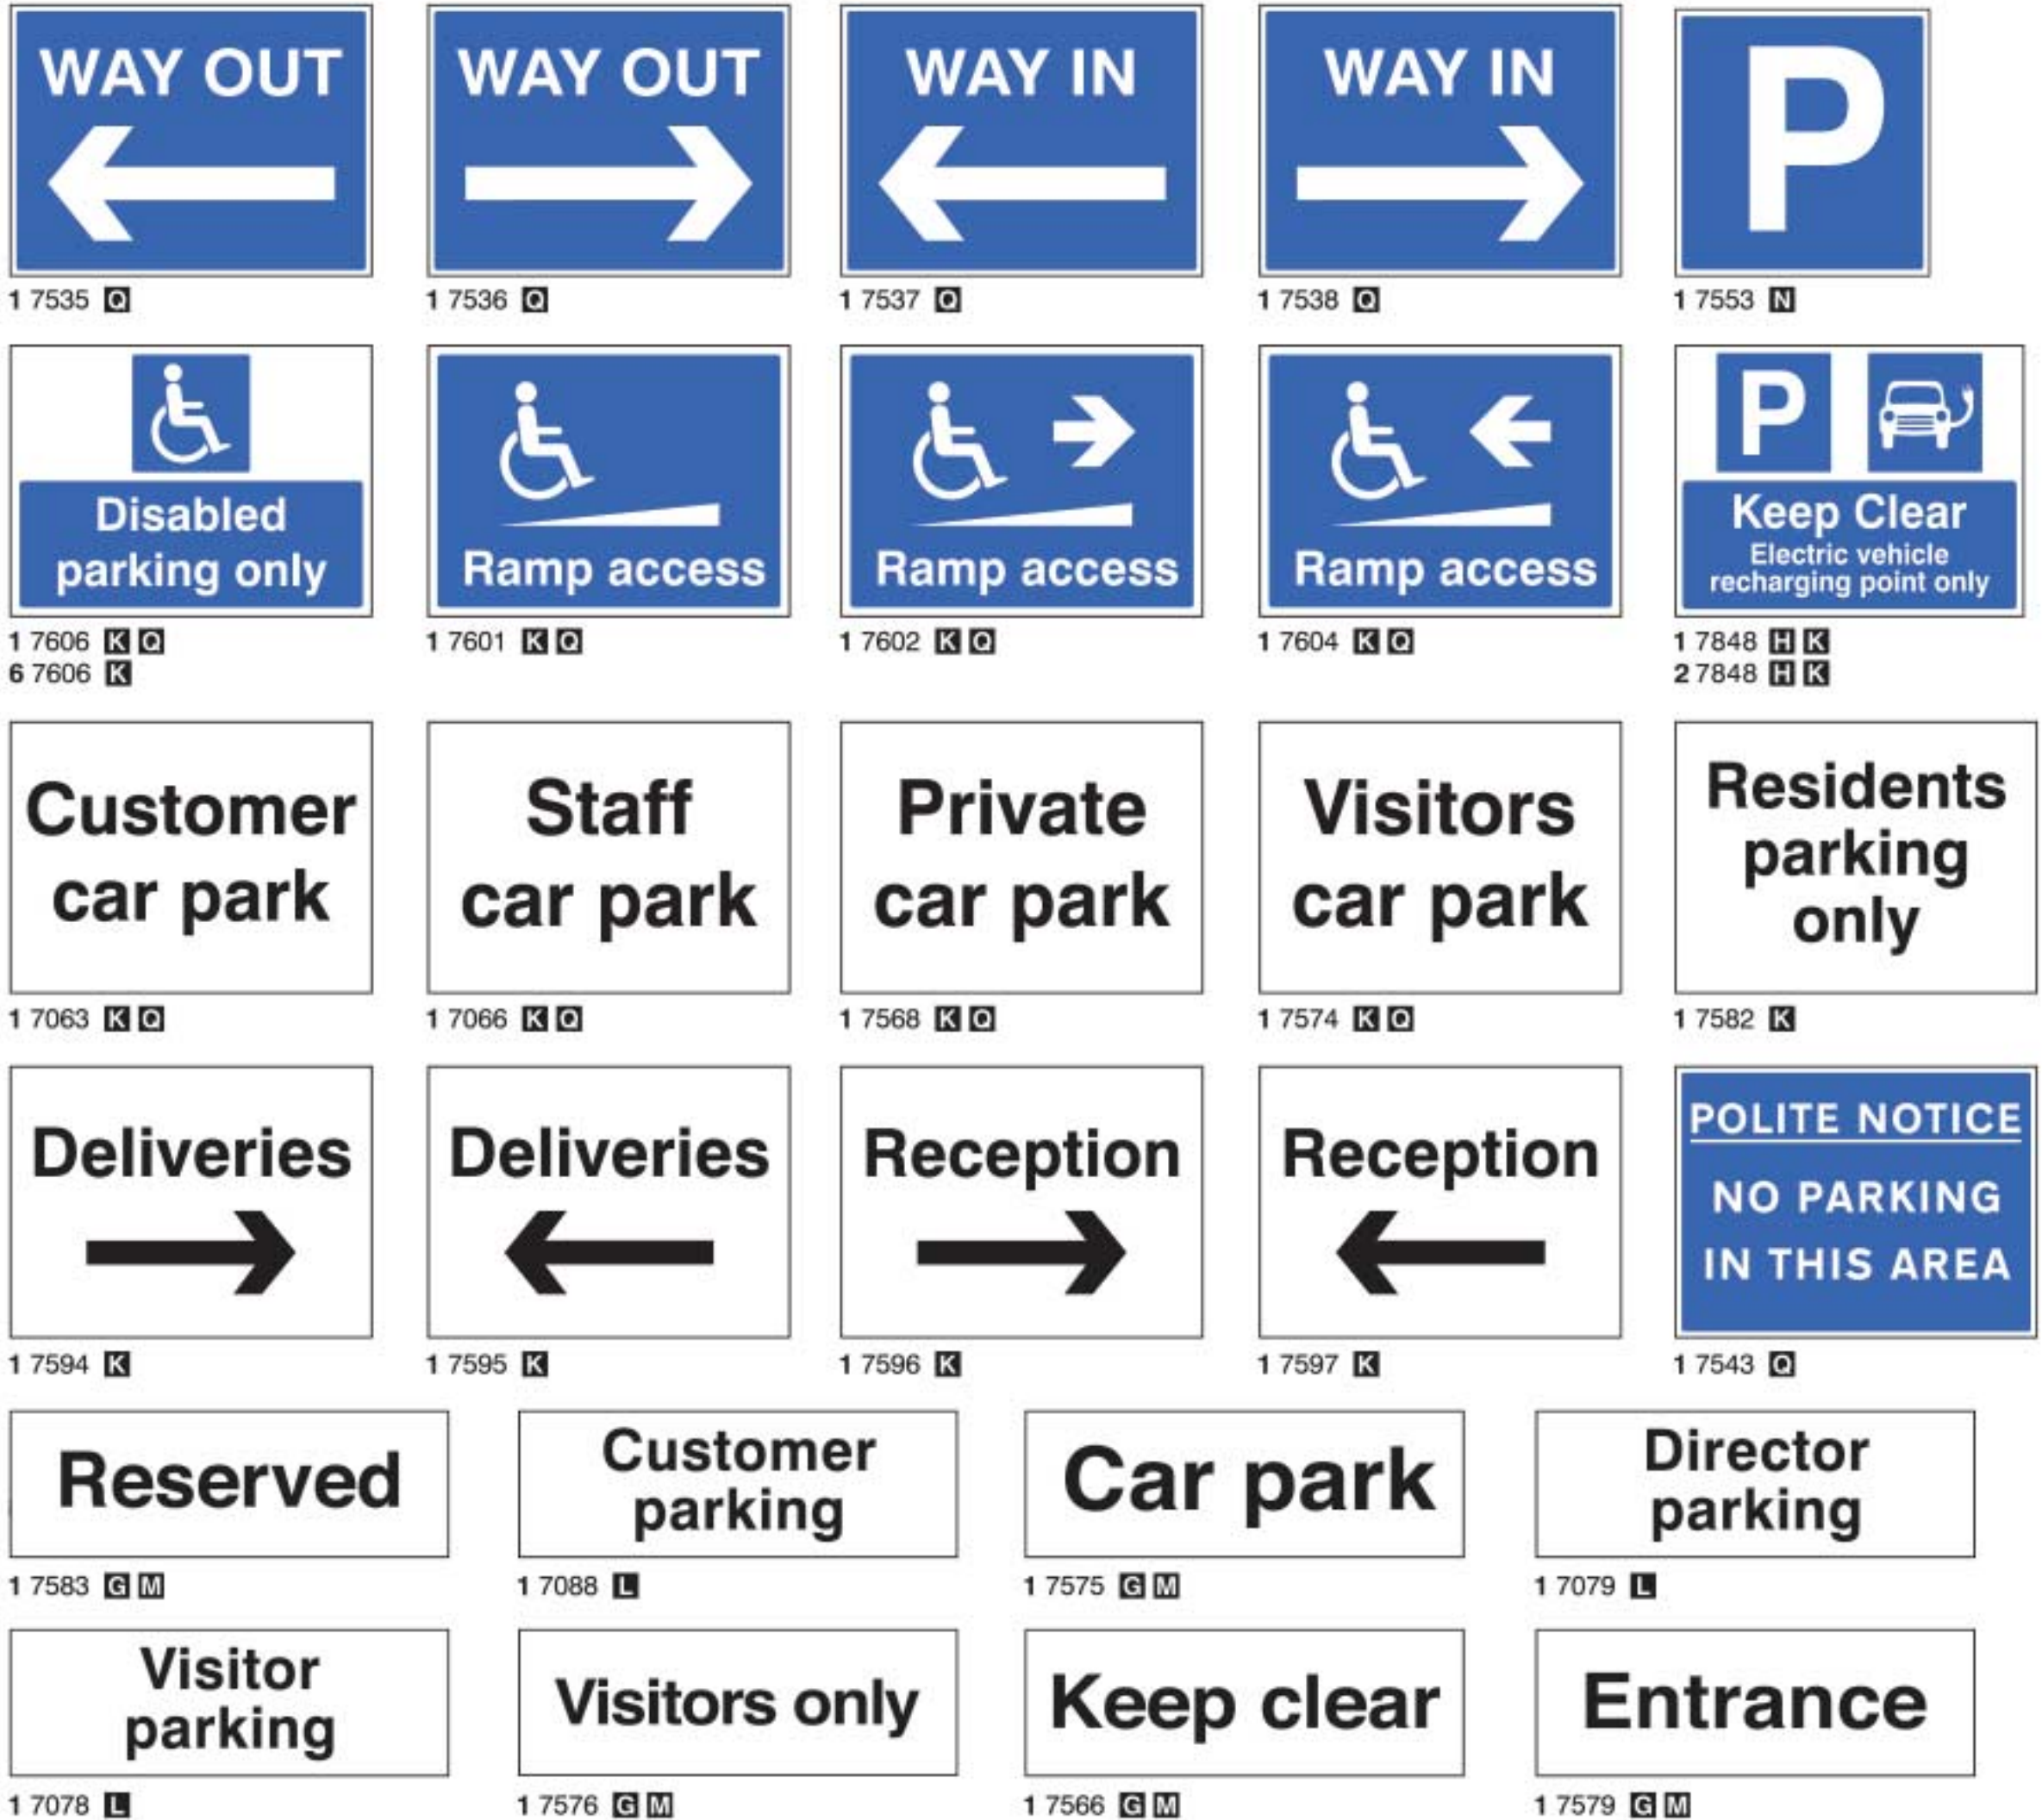 WAY OUT
1 7535 Q
WAY OUT
1 7536 Q
WAY IN
1 7537 Q
WAY IN
1 7538 Q
P
1 7553 N
Disabled
parking only
1 7606 K Q
6 7606 K
Ramp access
1 7601 K Q
Ramp access
1 7602 K Q
Ramp access
1 7604 K Q
P
Keep Clear
Electric vehicle
recharging point only
1 7848 H K
2 7848 H K
Customer
car park
1 7063 K Q
Staff
car park
1 7066 K Q
Private
car park
1 7568 K Q
Visitors
car park
1 7574 K Q
Residents
parking
only
1 7582 K
Deliveries
1 7594 K
Deliveries
1 7595 K
Reception
1 7596 K
Reception
1 7597 K
POLITE NOTICE
NO PARKING
IN THIS AREA
1 7543 Q
Reserved
1 7583 G M
Customer
parking
1 7088 L
Car park
1 7575 G M
Director
parking
1 7079 L
Visitor
parking
1 7078 L
Visitors only
1 7576 G M
Keep clear
1 7566 G M
Entrance
1 7579 G M